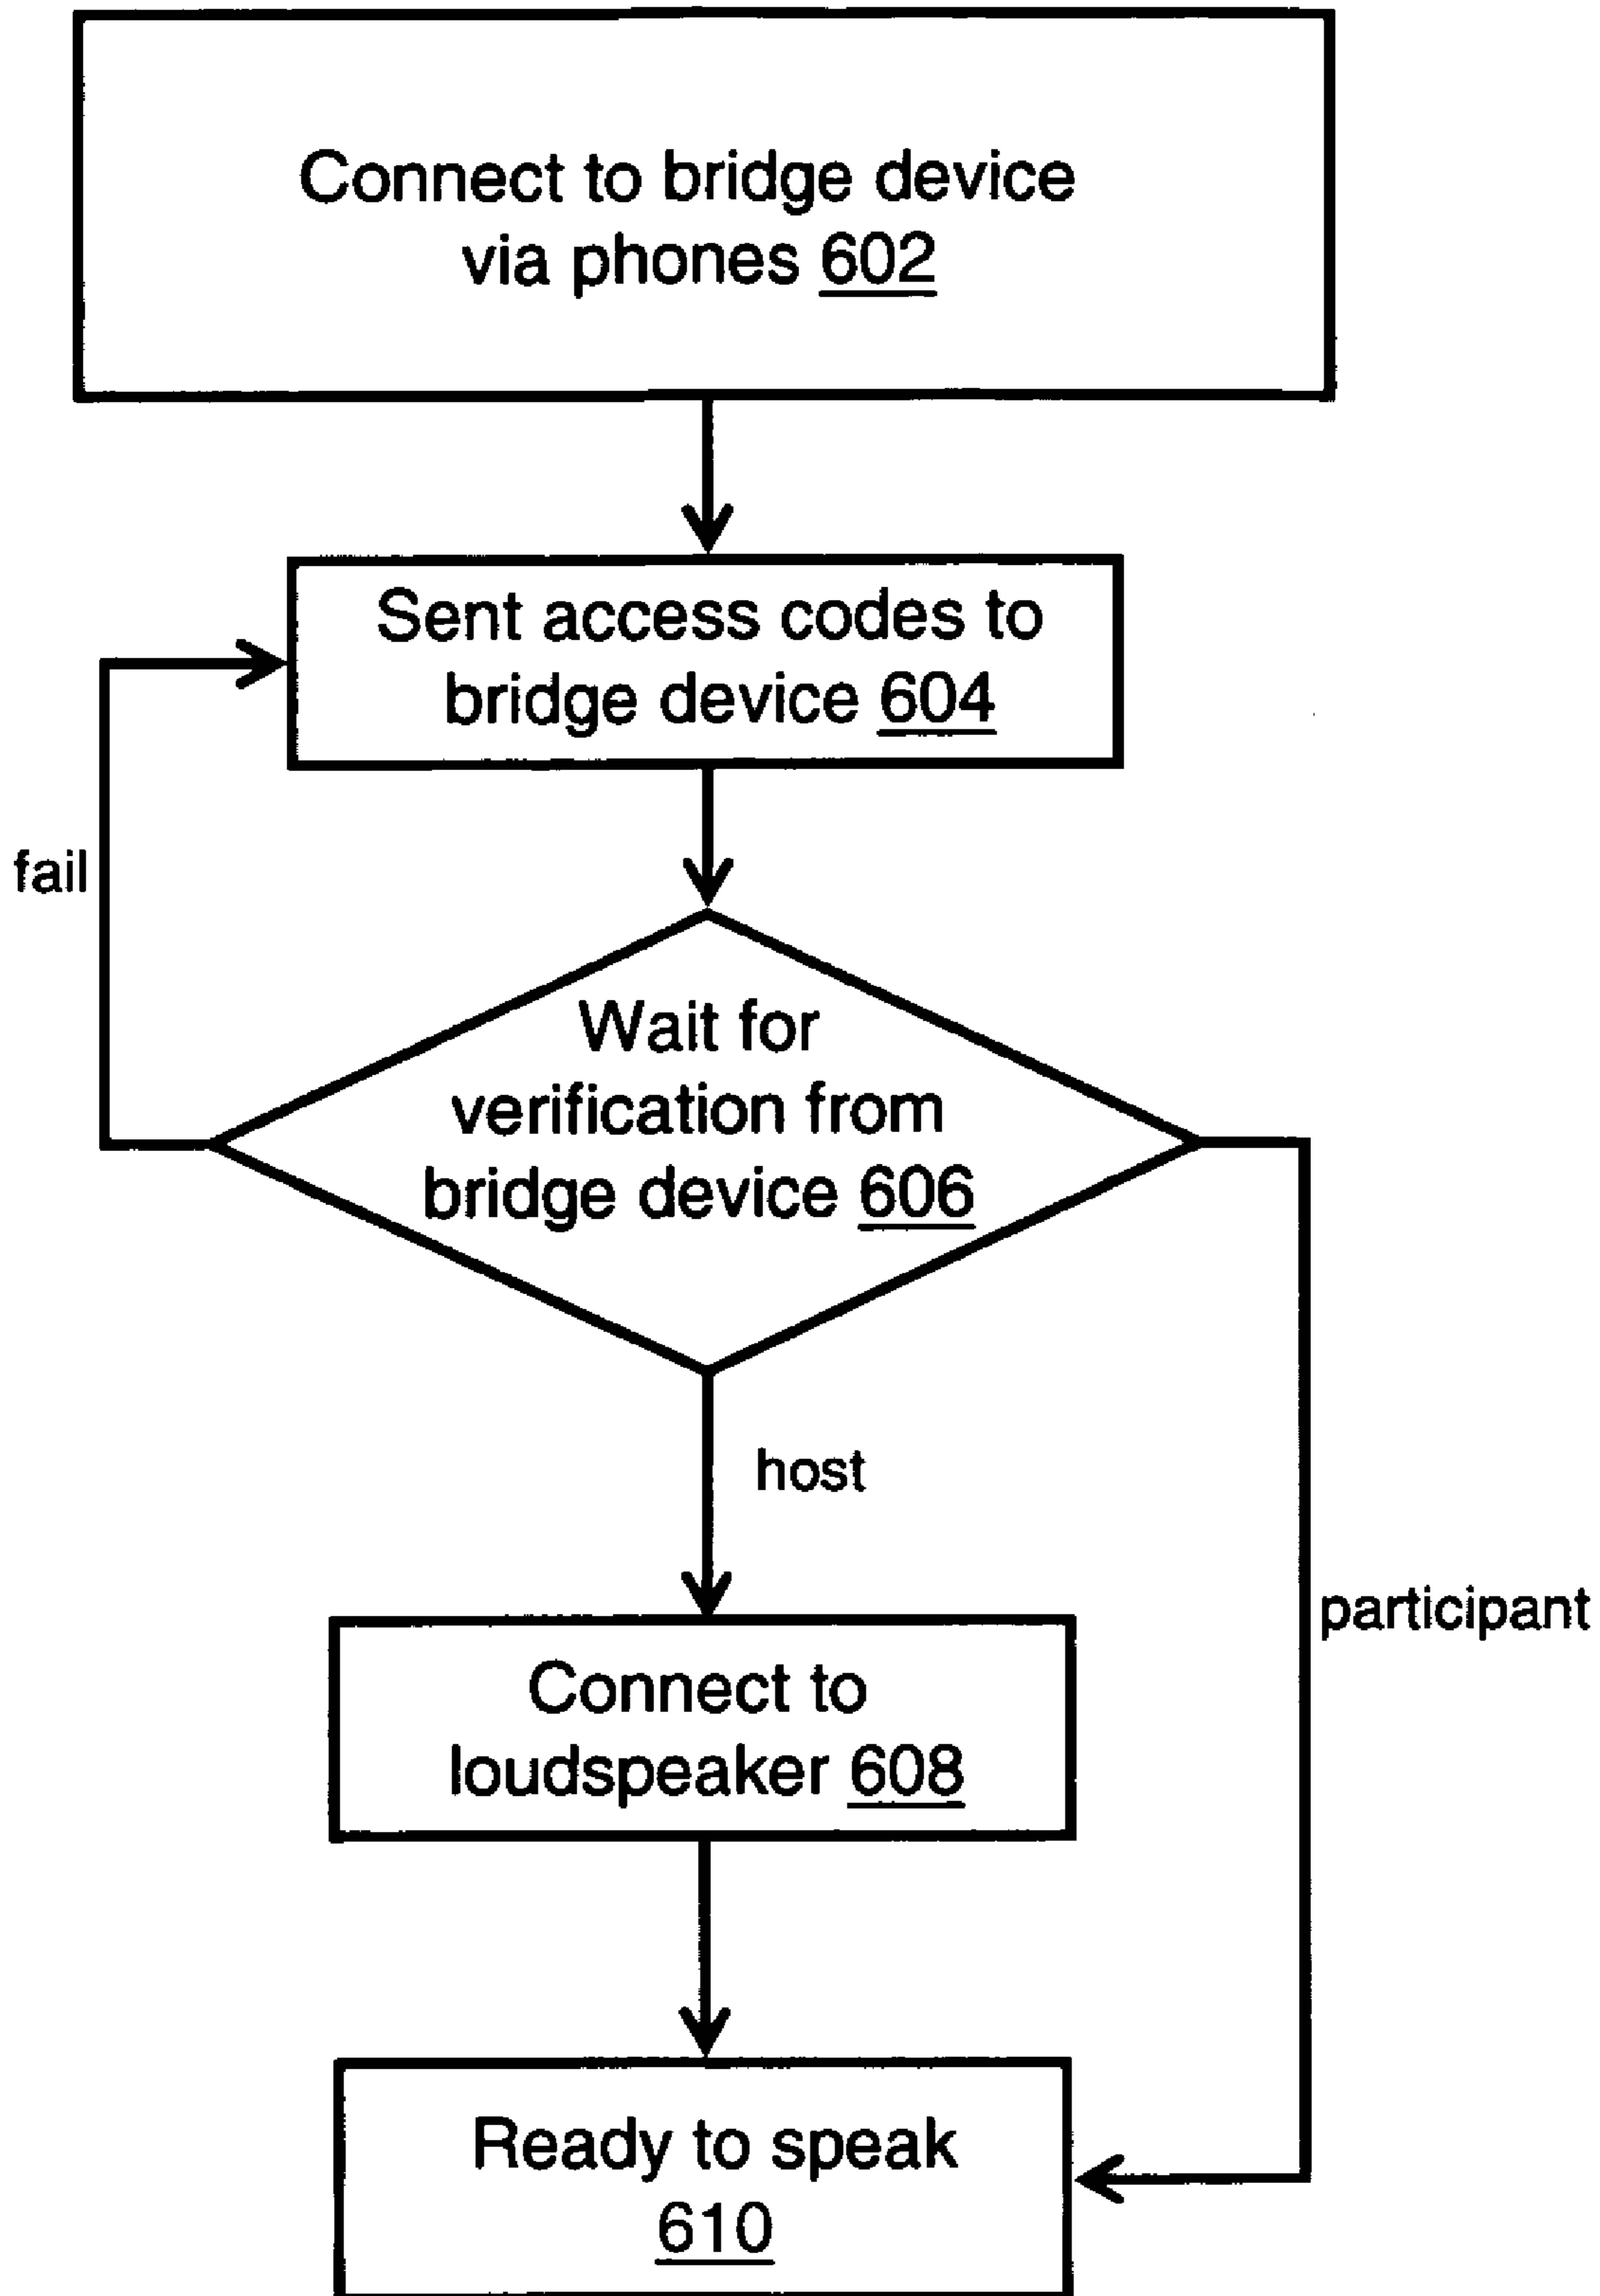 Connect to bridge device
via phones 602
Sent access codes to
bridge device 604
fail
Wait for
verification from
bridge device 606
host
participant
Connect to
loudspeaker 608
Ready to speak
610